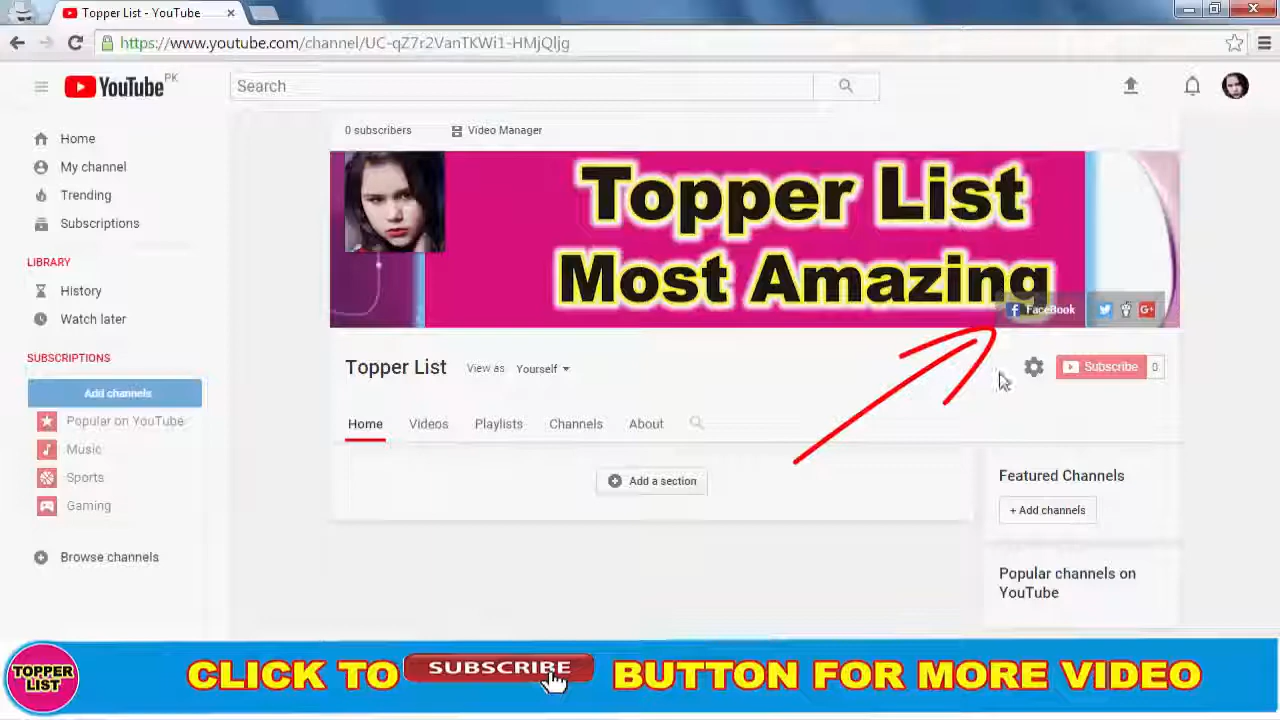 Topper List - YouTube
https://www.youtube.com/channel/UC-qZ7r2VanTKWi1-HMjQljg
YouTube PK
Search
Home
My channel
Trending
Subscriptions
LIBRARY
History
Watch later
SUBSCRIPTIONS
Add channels
Popular on YouTube
Music
Sports
Gaming
Browse channels
0 subscribers
Video Manager
Topper List
Most Amazing
FaceBook
Topper List
View as
Yourself
Subscribe
0
Home
Videos
Playlists
Channels
About
Add a section
Featured Channels
+ Add channels
Popular channels on
YouTube
TOPPER
LIST
CLICK TO SUBSCRIBE BUTTON FOR MORE VIDEO